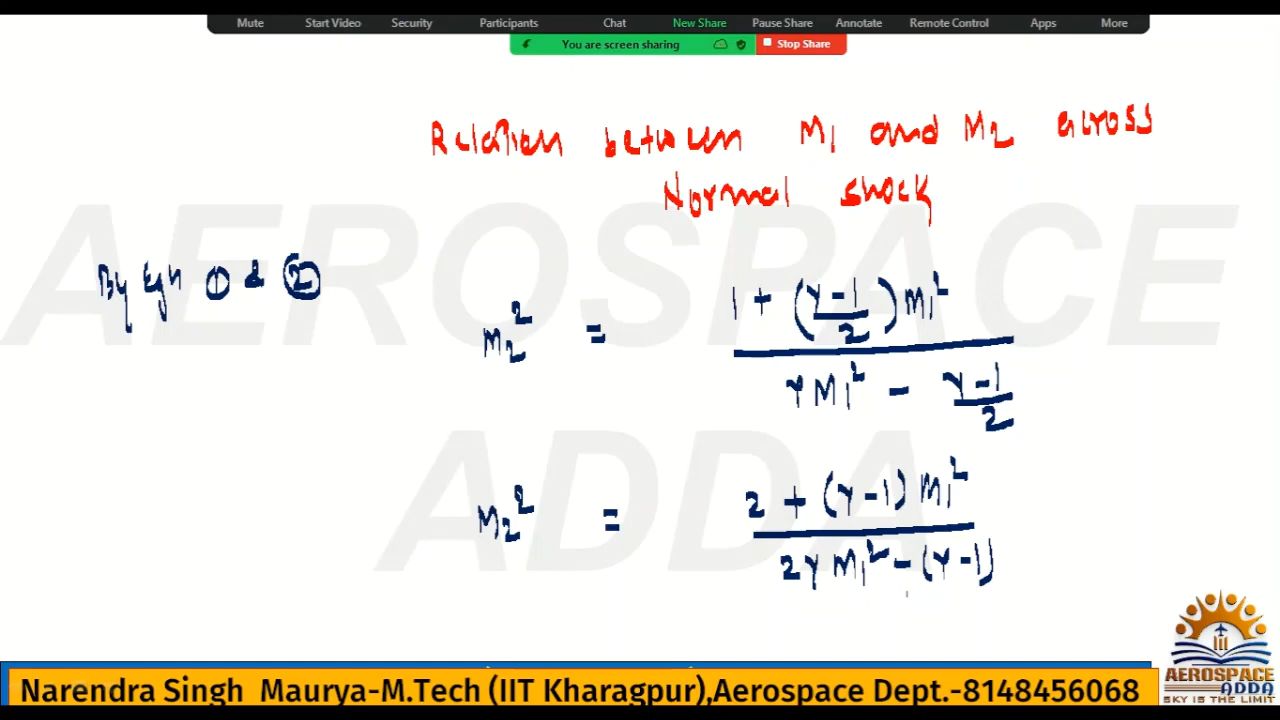 Mute Start Video Security Participants Chat New Share Pause Share Annotate Remote Control Apps More
You are screen sharing Stop Share
Relation between M₁ and M₂ across
Normal shock
AEROSPACE
By Eqn ① & ②
M₂² = (1 + ((γ-1)/2) M₁²) / (γM₁² - (γ-1)/2)
ADDA
M₂² = (2 + (γ-1) M₁²) / (2γM₁² - (γ-1))
AEROSPACE
ADDA
SKY IS THE LIMIT
Narendra Singh Maurya-M.Tech (IIT Kharagpur),Aerospace Dept.-8148456068